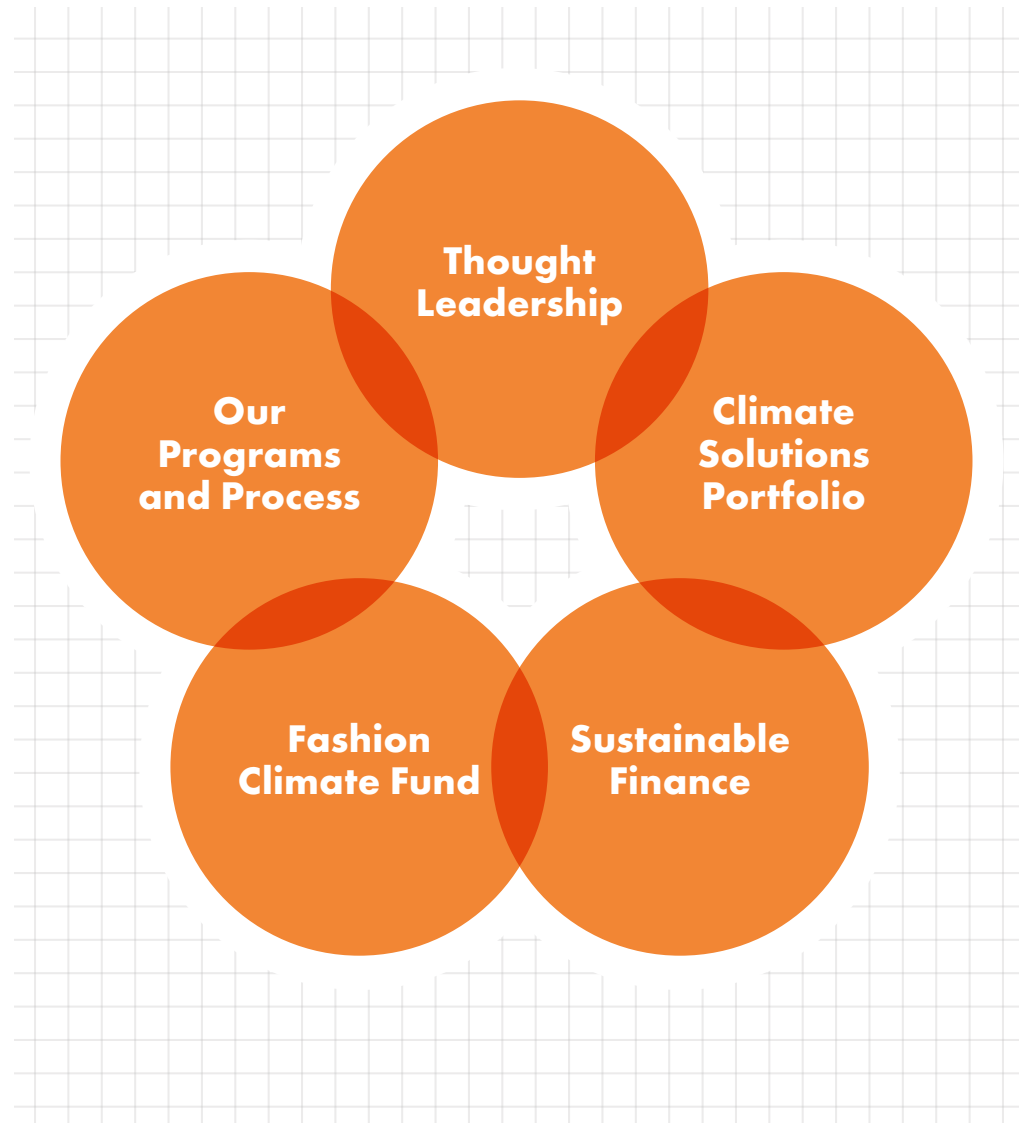 Thought
Leadership
Our
Programs
and Process
Climate
Solutions
Portfolio
Fashion
Climate Fund
Sustainable
Finance